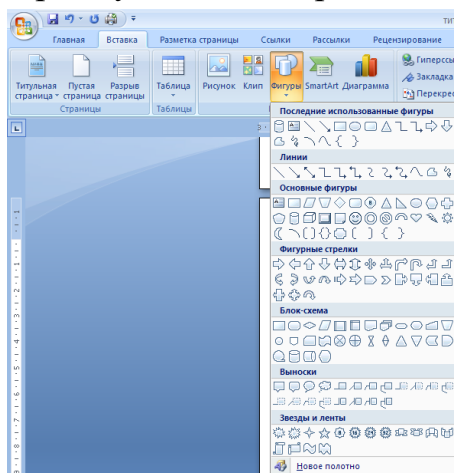 ти
Главная Вставка Разметка страницы Ссылки Рассылки Рецензирование
Титульная страница Пустая страница Разрыв страницы Таблица Рисунок Клип Фигуры SmartArt Диаграмма Гиперссы
Закладка
Перекрес
Страницы Таблицы
Последние использованные фигуры
Линии
Основные фигуры
Фигурные стрелки
Блок-схема
Выноски
Звезды и ленты
Новое полотно